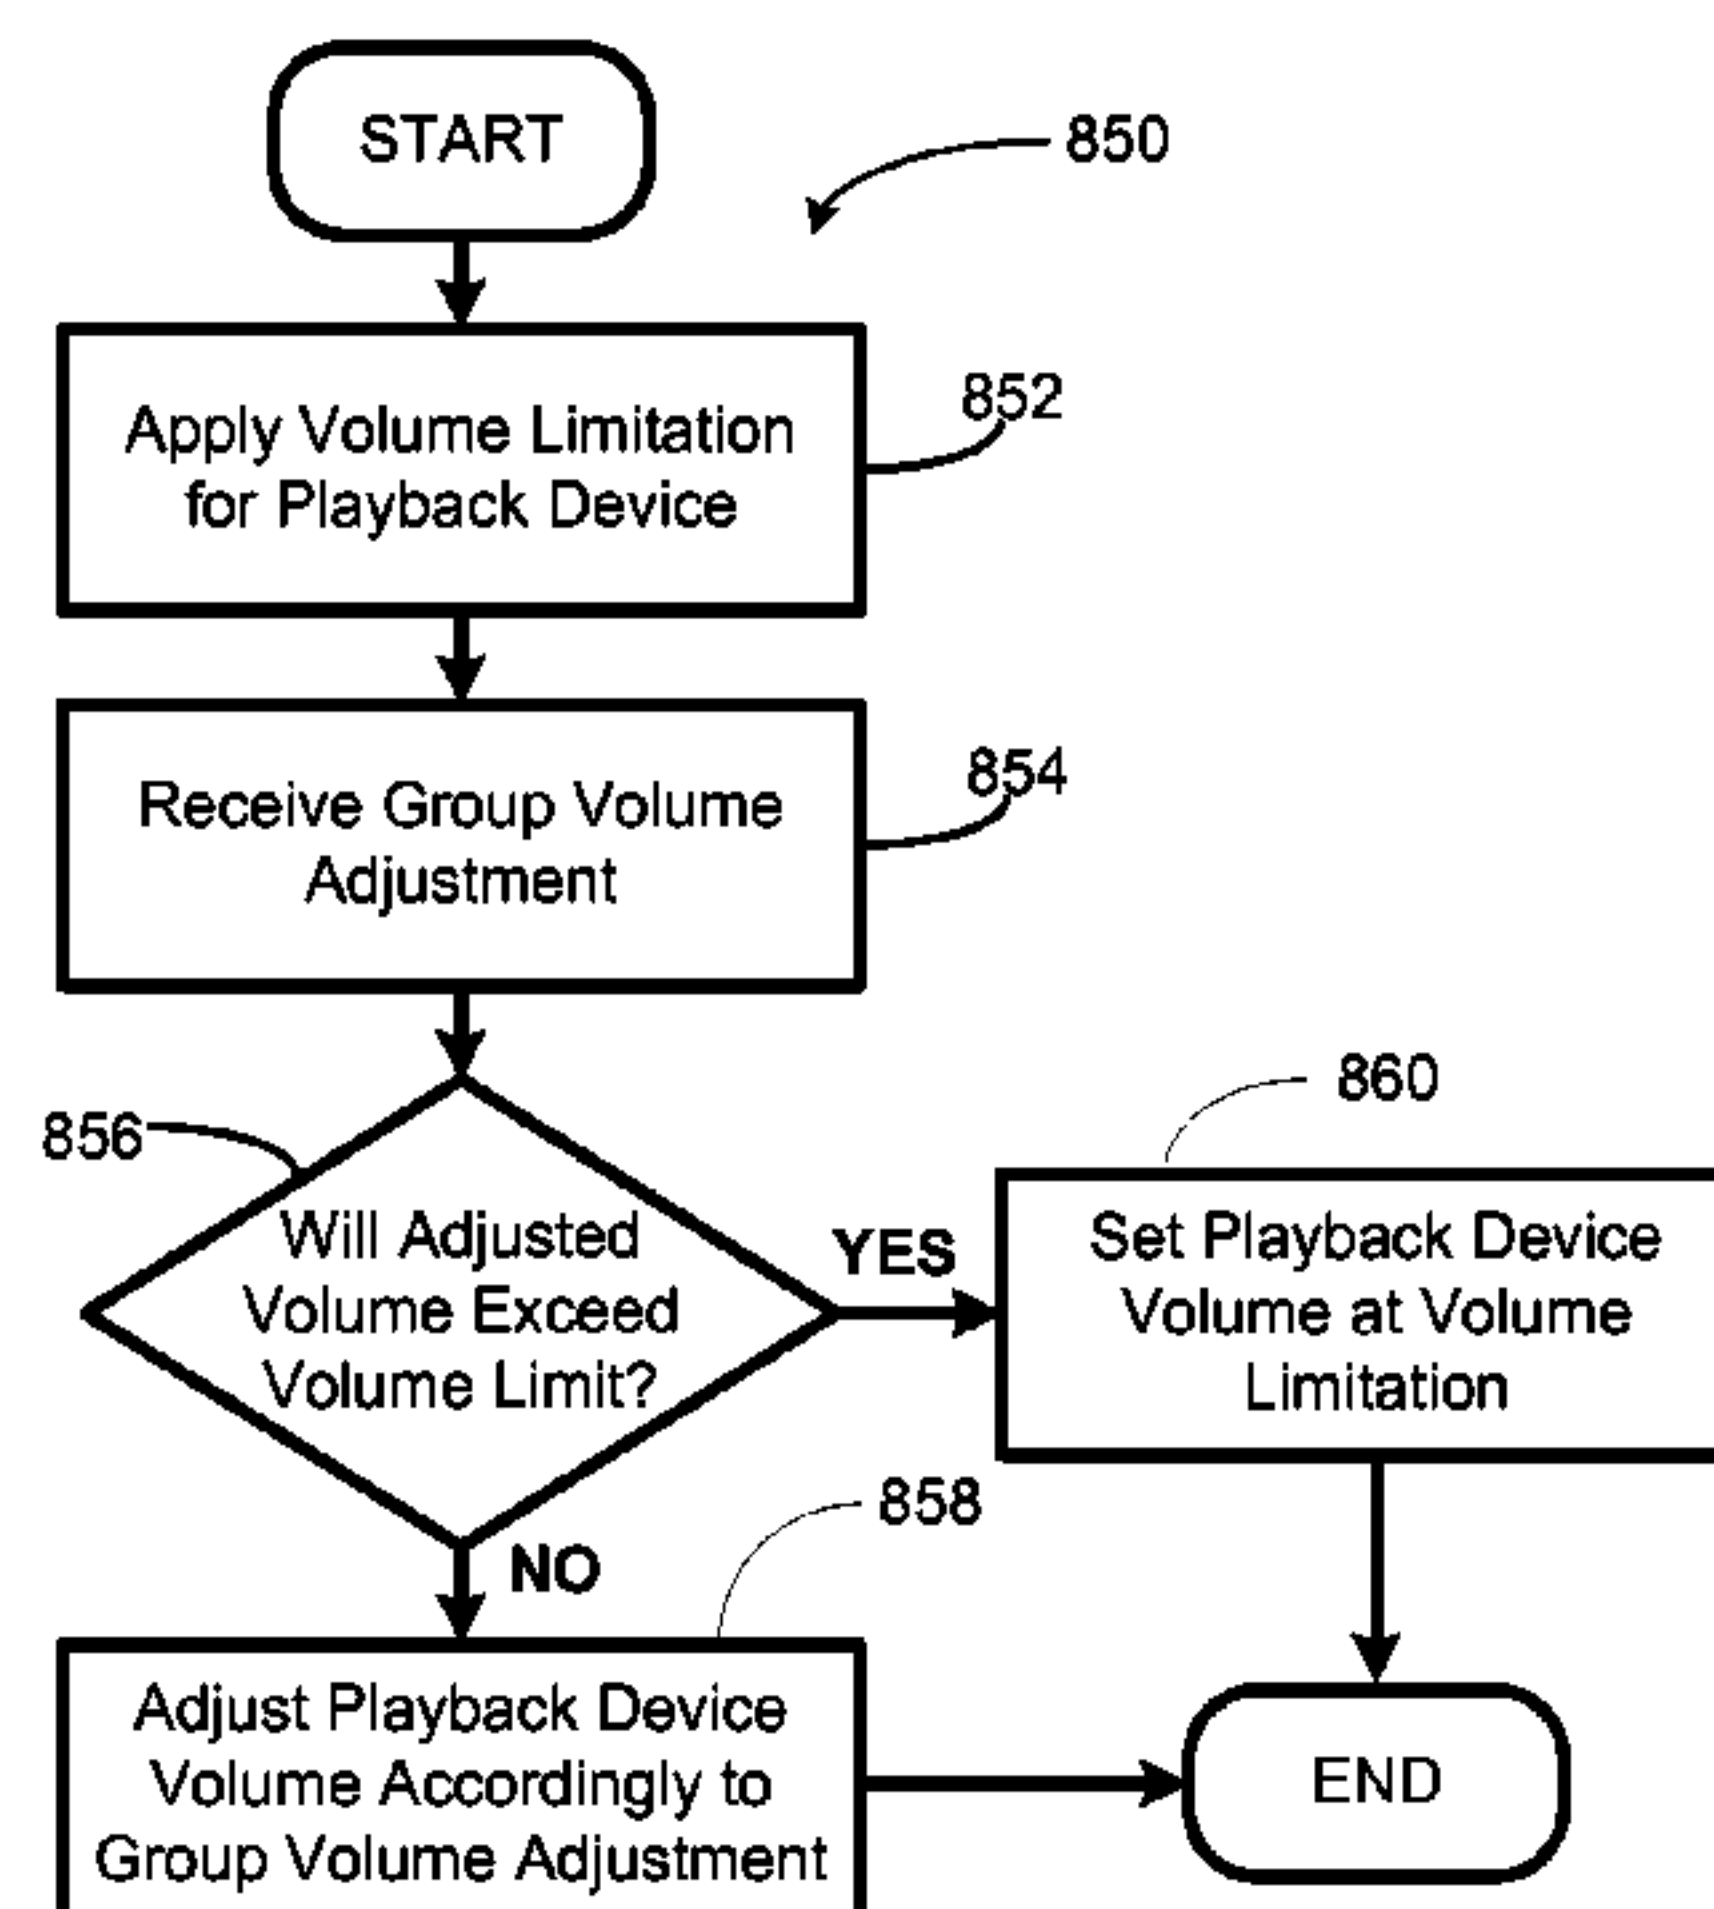 START
850
Apply Volume Limitation
for Playback Device
852
Receive Group Volume
Adjustment
854
856
Will Adjusted
Volume Exceed
Volume Limit?
YES
860
Set Playback Device
Volume at Volume
Limitation
NO
858
Adjust Playback Device
Volume Accordingly to
Group Volume Adjustment
END